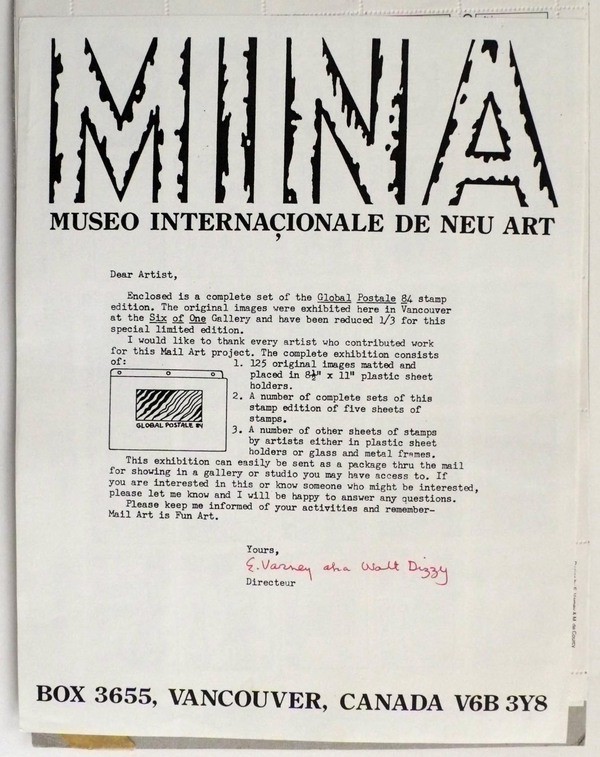 MINA
MUSEO INTERNAÇIONALE DE NEU ART
Dear Artist,
Enclosed is a complete set of the Global Postale 84 stamp
edition. The original images were exhibited here in Vancouver
at the Six of One Gallery and have been reduced 1/3 for this
special limited edition.
I would like to thank every artist who contributed work
for this Mail Art project. The complete exhibition consists
of:
1. 125 original images matted and
placed in 8½" x 11" plastic sheet
holders.
2. A number of complete sets of this
stamp edition of five sheets of
stamps.
3. A number of other sheets of stamps
by artists either in plastic sheet
holders or glass and metal frames.
GLOBAL POSTALE 84
This exhibition can easily be sent as a package thru the mail
for showing in a gallery or studio you may have access to. If
you are interested in this or know someone who might be interested,
please let me know and I will be happy to answer any questions.
Please keep me informed of your activities and remember-
Mail Art is Fun Art.
Yours,
E. Varney aka Walt Dizzy
Directeur
BOX 3655, VANCOUVER, CANADA V6B 3Y8